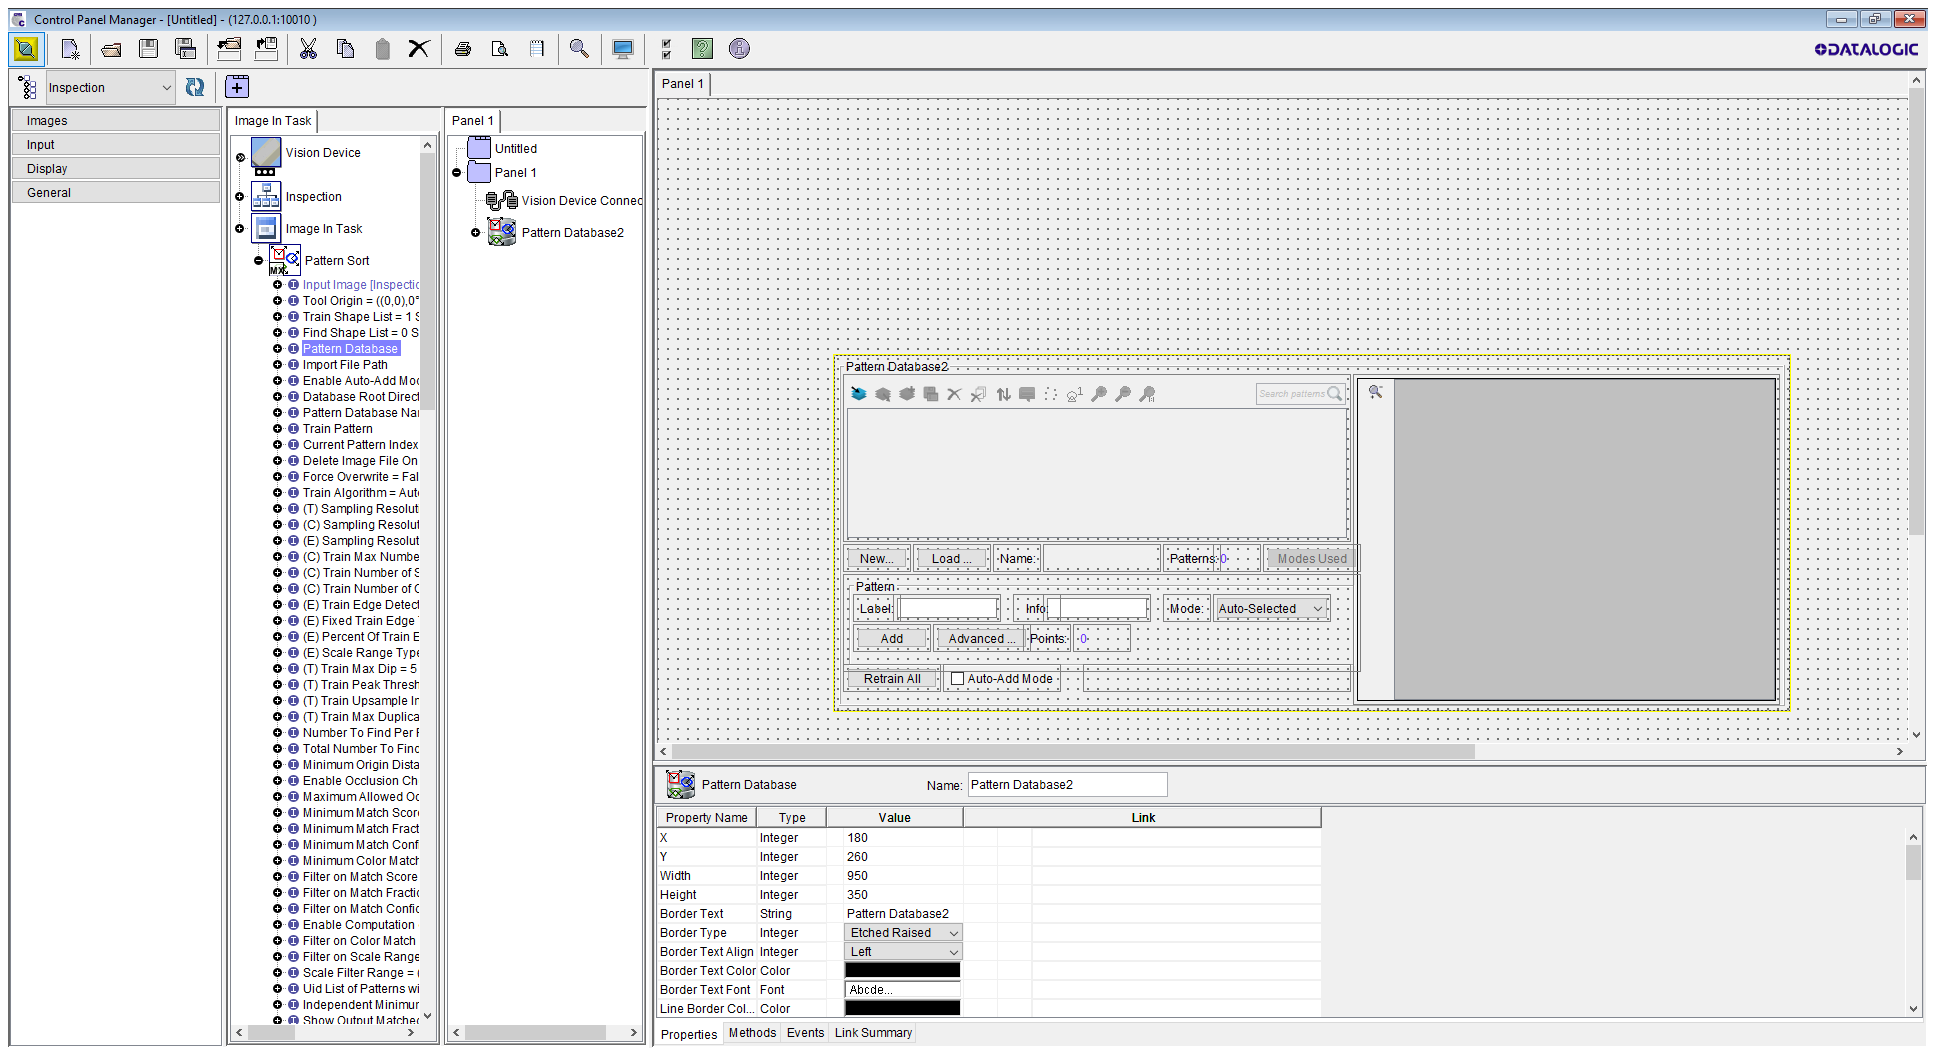 Control Panel Manager - [Untitled] - (127.0.0.1:10010 )
DATALOGIC
Inspection
Images
Input
Display
General
Image In Task
Vision Device
Inspection
Image In Task
Pattern Sort
Input Image [Inspectio
Tool Origin = ((0,0),0°
Train Shape List = 1 S
Find Shape List = 0 S
Pattern Database
Import File Path
Enable Auto-Add Mod
Database Root Direct
Pattern Database Nar
Train Pattern
Current Pattern Index
Delete Image File On
Force Overwrite = Fal
Train Algorithm = Auto
(T) Sampling Resolut
(C) Sampling Resolut
(E) Sampling Resolut
(C) Train Max Numbe
(C) Train Number of S
(C) Train Number of C
(E) Train Edge Detect
(E) Fixed Train Edge
(E) Percent Of Train E
(E) Scale Range Type
(T) Train Max Dip = 5
(T) Train Peak Thresh
(T) Train Upsample In
(T) Train Max Duplica
Number To Find Per P
Total Number To Find
Minimum Origin Dista
Enable Occlusion Ch
Maximum Allowed Oc
Minimum Match Score
Minimum Match Fract
Minimum Match Conf
Minimum Color Match
Filter on Match Score
Filter on Match Fractio
Filter on Match Confid
Enable Computation
Filter on Color Match
Filter on Scale Range
Scale Filter Range = (
Uid List of Patterns wi
Independent Minimur
Show Output Matched
Panel 1
Untitled
Panel 1
Vision Device Connec
Pattern Database2
Panel 1
Pattern Database2
Search patterns
New...
Load ...
Name:
Patterns:
0
Modes Used
Pattern
Label:
Info:
Mode:
Auto-Selected
Add
Advanced ...
Points:
0
Retrain All
Auto-Add Mode
Pattern Database
Name:
Pattern Database2
Property Name
Type
Value
Link
X Integer 180
Y Integer 260
Width Integer 950
Height Integer 350
Border Text String Pattern Database2
Border Type Integer Etched Raised
Border Text Align Integer Left
Border Text Color Color
Border Text Font Font Abcde...
Line Border Col... Color
Properties
Methods
Events
Link Summary